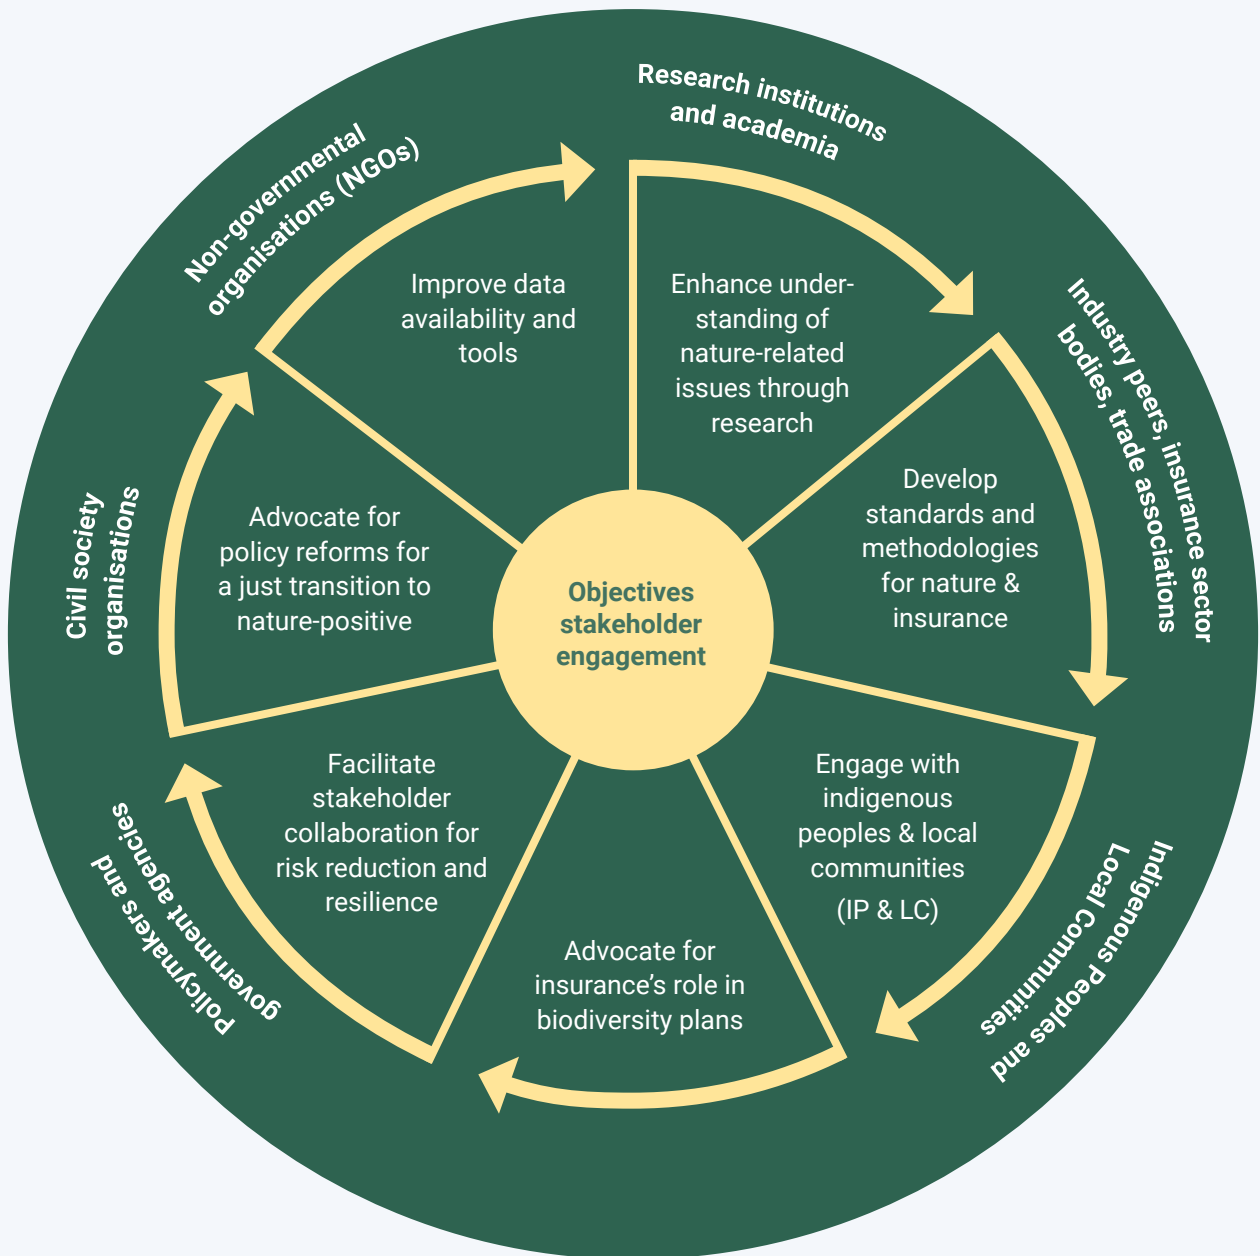 Research institutions
and academia
Industry peers, insurance sector
bodies, trade associations
Indigenous Peoples and
Local Communities
Policymakers and
government agencies
Civil society
organisations
Non-governmental
organisations (NGOs)
Enhance under-
standing of
nature-related
issues through
research
Develop
standards and
methodologies
for nature &
insurance
Engage with
indigenous
peoples & local
communities
(IP & LC)
Advocate for
insurance’s role in
biodiversity plans
Facilitate
stakeholder
collaboration for
risk reduction and
resilience
Advocate for
policy reforms for
a just transition to
nature-positive
Improve data
availability and
tools
Objectives
stakeholder
engagement